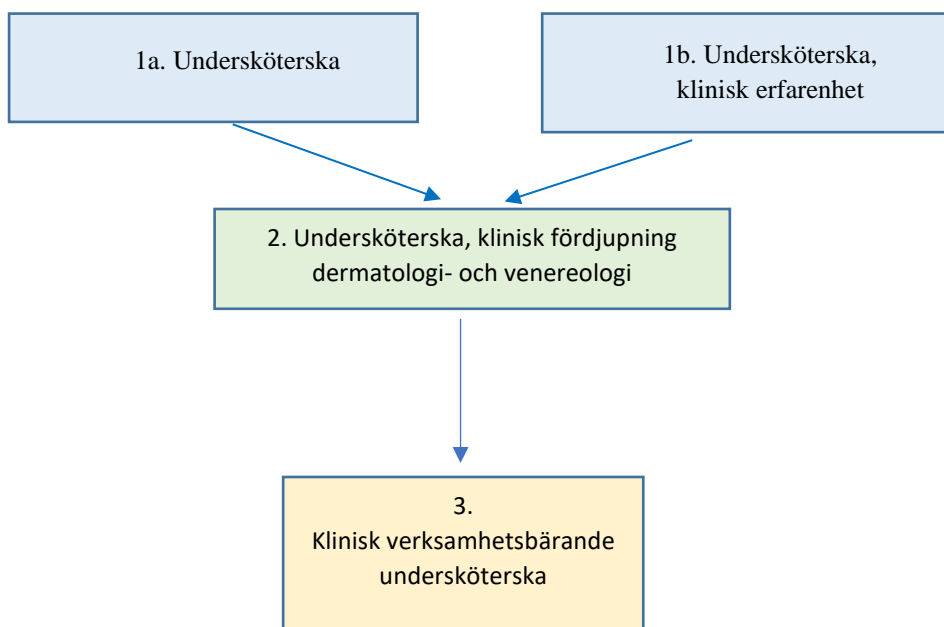 1a. Undersköterska
1b. Undersköterska,
klinisk erfarenhet
2. Undersköterska, klinisk fördjupning
dermatologi- och venereologi
3.
Klinisk verksamhetsbärande
undersköterska